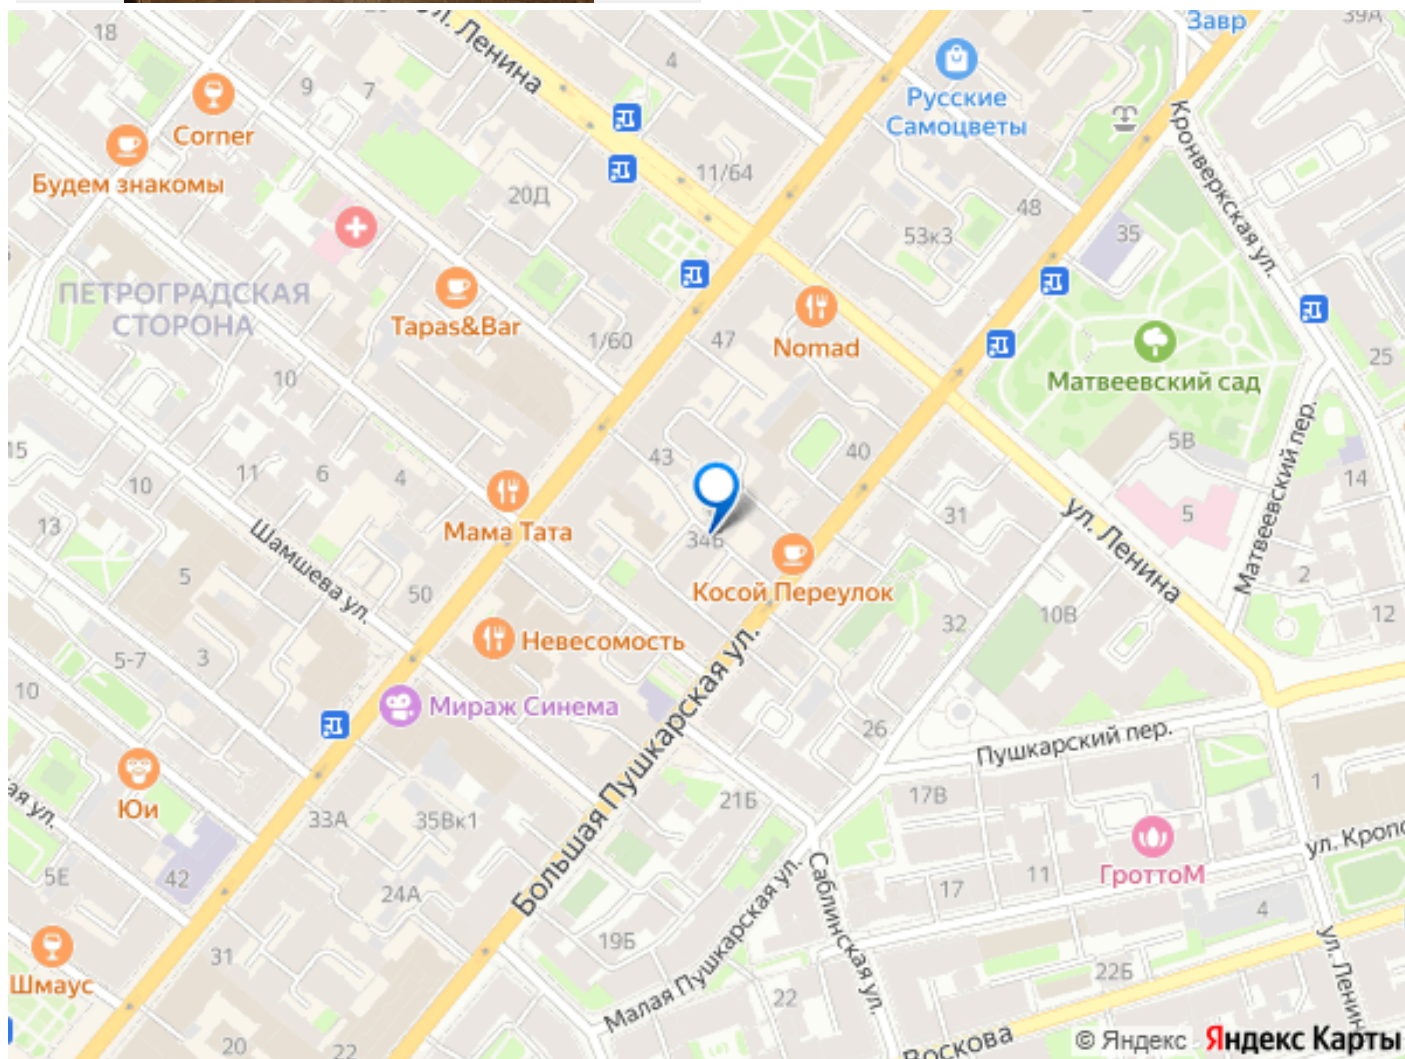 18
Ул. Ленина
4
Завр
39А
9
7
Corner
Русские
Самоцветы
Кронверкская ул.
Будем знакомы
20Д
11/64
48
53к3
35
ПЕТРОГРАДСКАЯ
СТОРОНА
Tapas&Bar
1/60
47
Nomad
Матвеевский сад
25
10
15
10
11
6
4
43
40
5В
14
Матвеевский пер.
13
Мама Тата
34Б
31
ул. Ленина
5
Шамшева ул.
5
50
Косой Переулок
2
10В
12
32
5-7
3
Невесомость
10
Мираж Синема
26
Пушкарский пер.
1
Большая Пушкарская ул.
Юи
ая ул.
33А
35Вк1
21Б
17В
ул. Кропо
5Е
42
24А
17
11
ГроттоМ
4
Шмаус
31
19Б
Малая Пушкарская ул.
Саблинская ул.
22
22Б
ул. Ленин
20
22
Воскова
© Яндекс Яндекс Карты